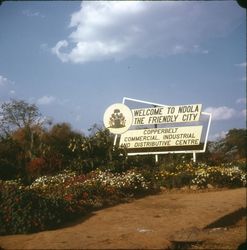 WELCOME TO NDOLA
THE FRIENDLY CITY
COPPERBELT
COMMERCIAL, INDUSTRIAL
AND DISTRIBUTIVE CENTRE